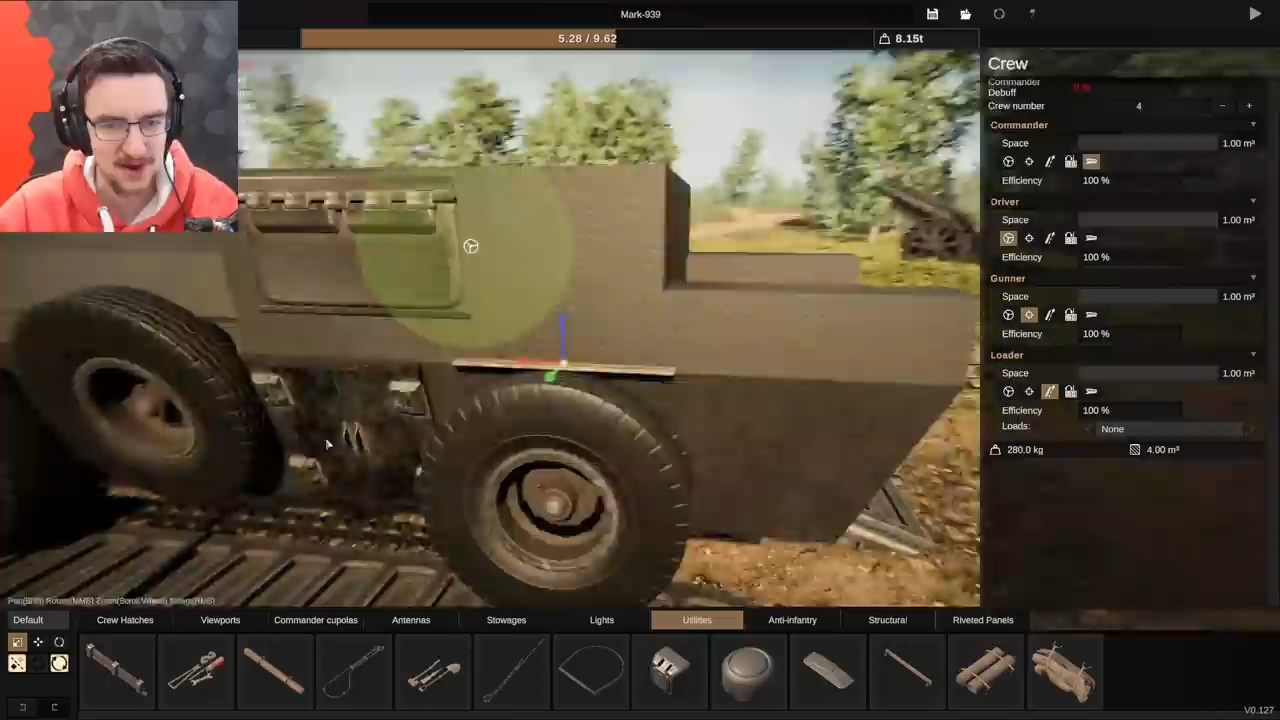 Mark-939
5.28 / 9.62
8.15t
Crew
Commander
Debuff
Crew number 4 - +
Commander
Space 1.00 m³
Efficiency 100 %
Driver
Space 1.00 m³
Efficiency 100 %
Gunner
Space 1.00 m³
Efficiency 100 %
Loader
Space 1.00 m³
Efficiency 100 %
Loads: None
280.0 kg 4.00 m³
Default Crew Hatches Viewports Commander cupolas Antennas Stowages Lights Utilities Anti-infantry Structural Riveted Panels
V0.127